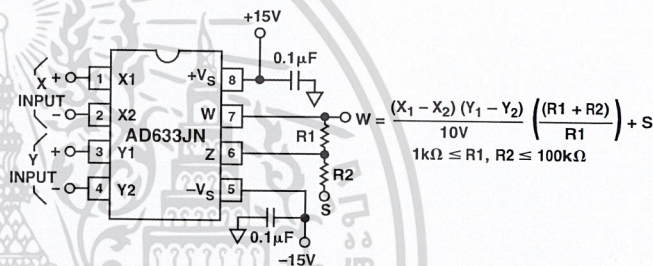 +15V
0.1μF
X
INPUT
+
−
1 X1
2 X2
Y
INPUT
+
−
3 Y1
4 Y2
AD633JN
+VS 8
W 7
Z 6
−VS 5
R1
R2
S
0.1μF
−15V
W = (X1 − X2) (Y1 − Y2) / 10V ((R1 + R2) / R1) + S
1kΩ ≤ R1, R2 ≤ 100kΩ